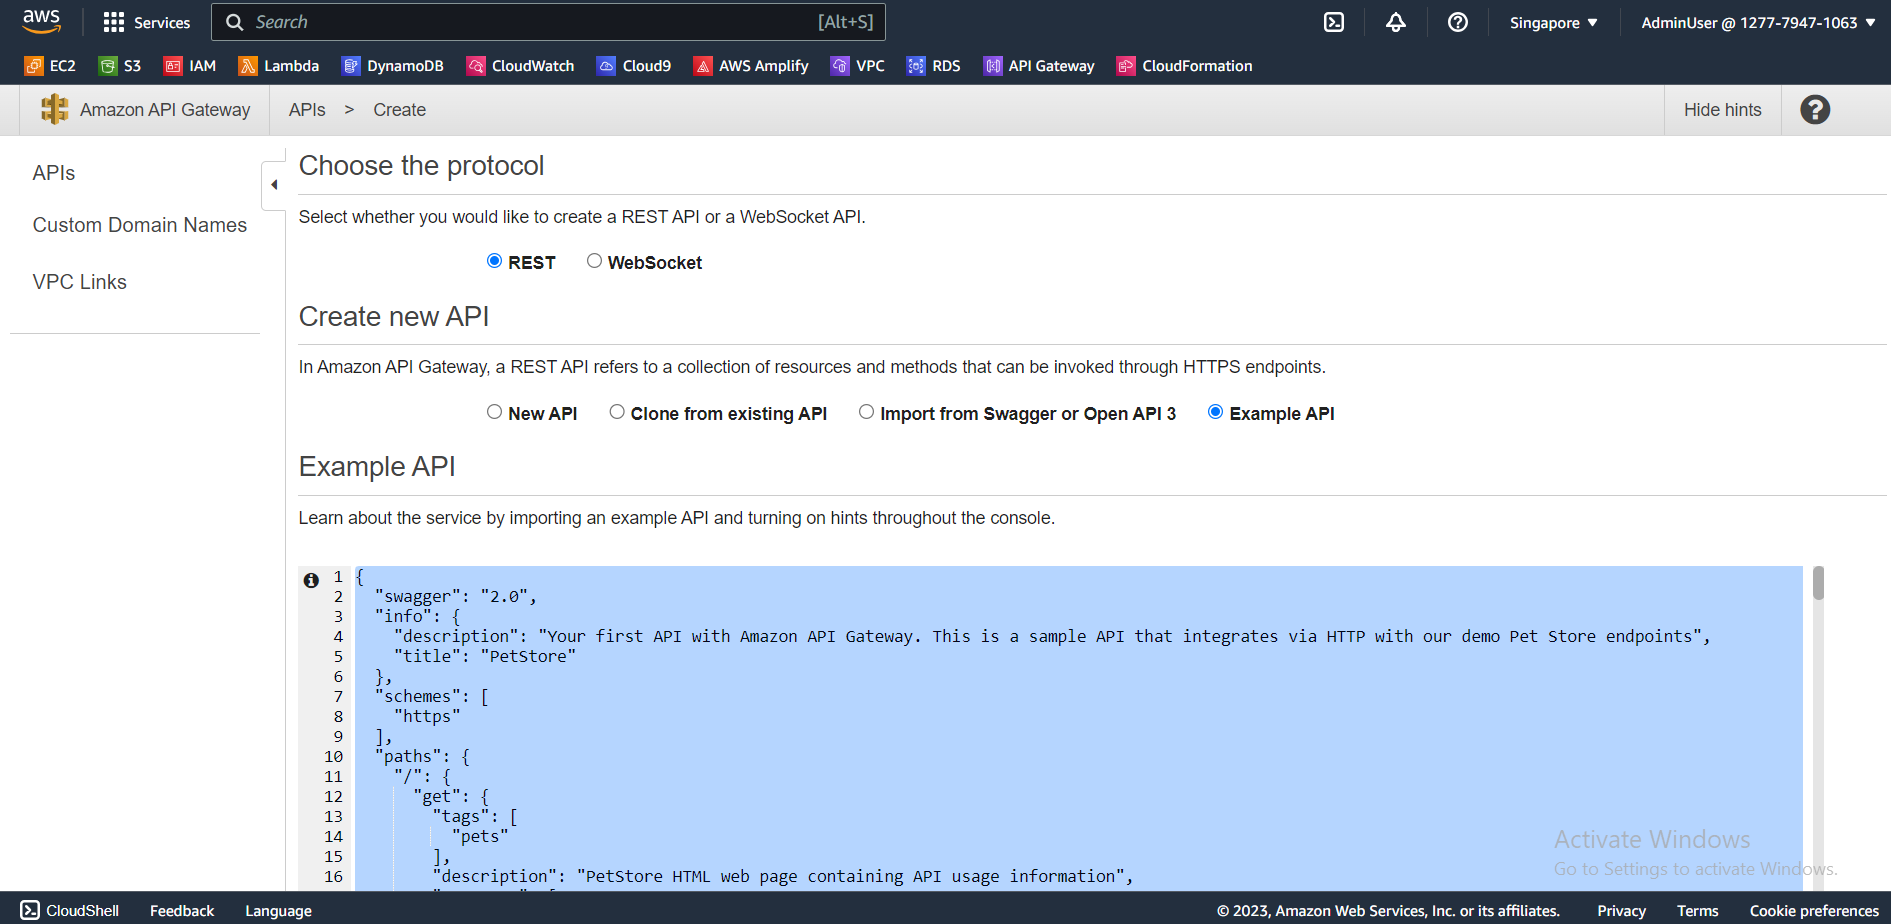 aws Services Search [Alt+S] Singapore ▼ AdminUser @ 1277-7947-1063 ▼
EC2 S3 IAM Lambda DynamoDB CloudWatch Cloud9 AWS Amplify VPC RDS API Gateway CloudFormation
Amazon API Gateway APIs > Create Hide hints
APIs
Custom Domain Names
VPC Links
Choose the protocol
Select whether you would like to create a REST API or a WebSocket API.
REST WebSocket
Create new API
In Amazon API Gateway, a REST API refers to a collection of resources and methods that can be invoked through HTTPS endpoints.
New API Clone from existing API Import from Swagger or Open API 3 Example API
Example API
Learn about the service by importing an example API and turning on hints throughout the console.
1 {
2 "swagger": "2.0",
3 "info": {
4 "description": "Your first API with Amazon API Gateway. This is a sample API that integrates via HTTP with our demo Pet Store endpoints",
5 "title": "PetStore"
6 },
7 "schemes": [
8 "https"
9 ],
10 "paths": {
11 "/": {
12 "get": {
13 "tags": [
14 "pets"
15 ],
16 "description": "PetStore HTML web page containing API usage information",
Activate Windows
Go to Settings to activate Windows.
CloudShell Feedback Language © 2023, Amazon Web Services, Inc. or its affiliates. Privacy Terms Cookie preferences